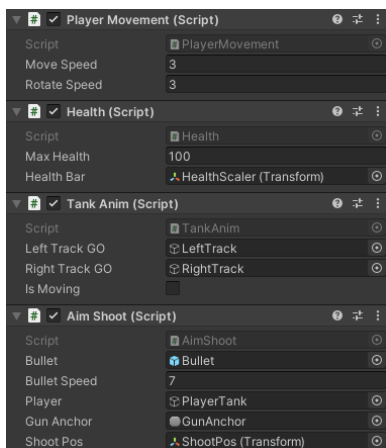 # Player Movement (Script)
Script PlayerMovement
Move Speed 3
Rotate Speed 3
# Health (Script)
Script Health
Max Health 100
Health Bar HealthScaler (Transform)
# Tank Anim (Script)
Script TankAnim
Left Track GO LeftTrack
Right Track GO RightTrack
Is Moving
# Aim Shoot (Script)
Script AimShoot
Bullet Bullet
Bullet Speed 7
Player PlayerTank
Gun Anchor GunAnchor
Shoot Pos ShootPos (Transform)